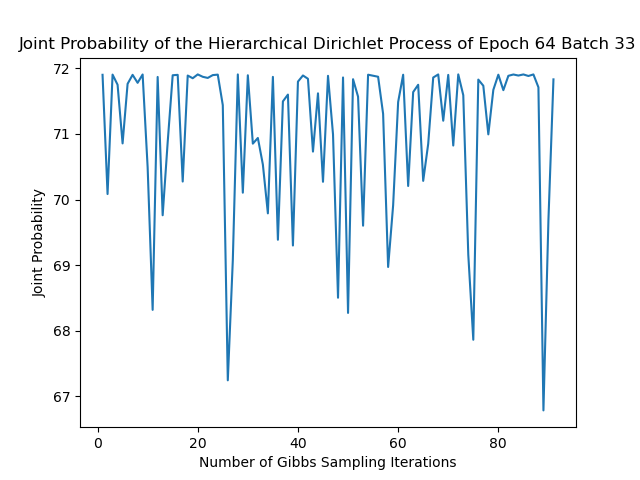 Joint Probability of the Hierarchical Dirichlet Process of Epoch 64 Batch 33
72
71
70
69
68
67
Joint Probability
0 20 40 60 80
Number of Gibbs Sampling Iterations